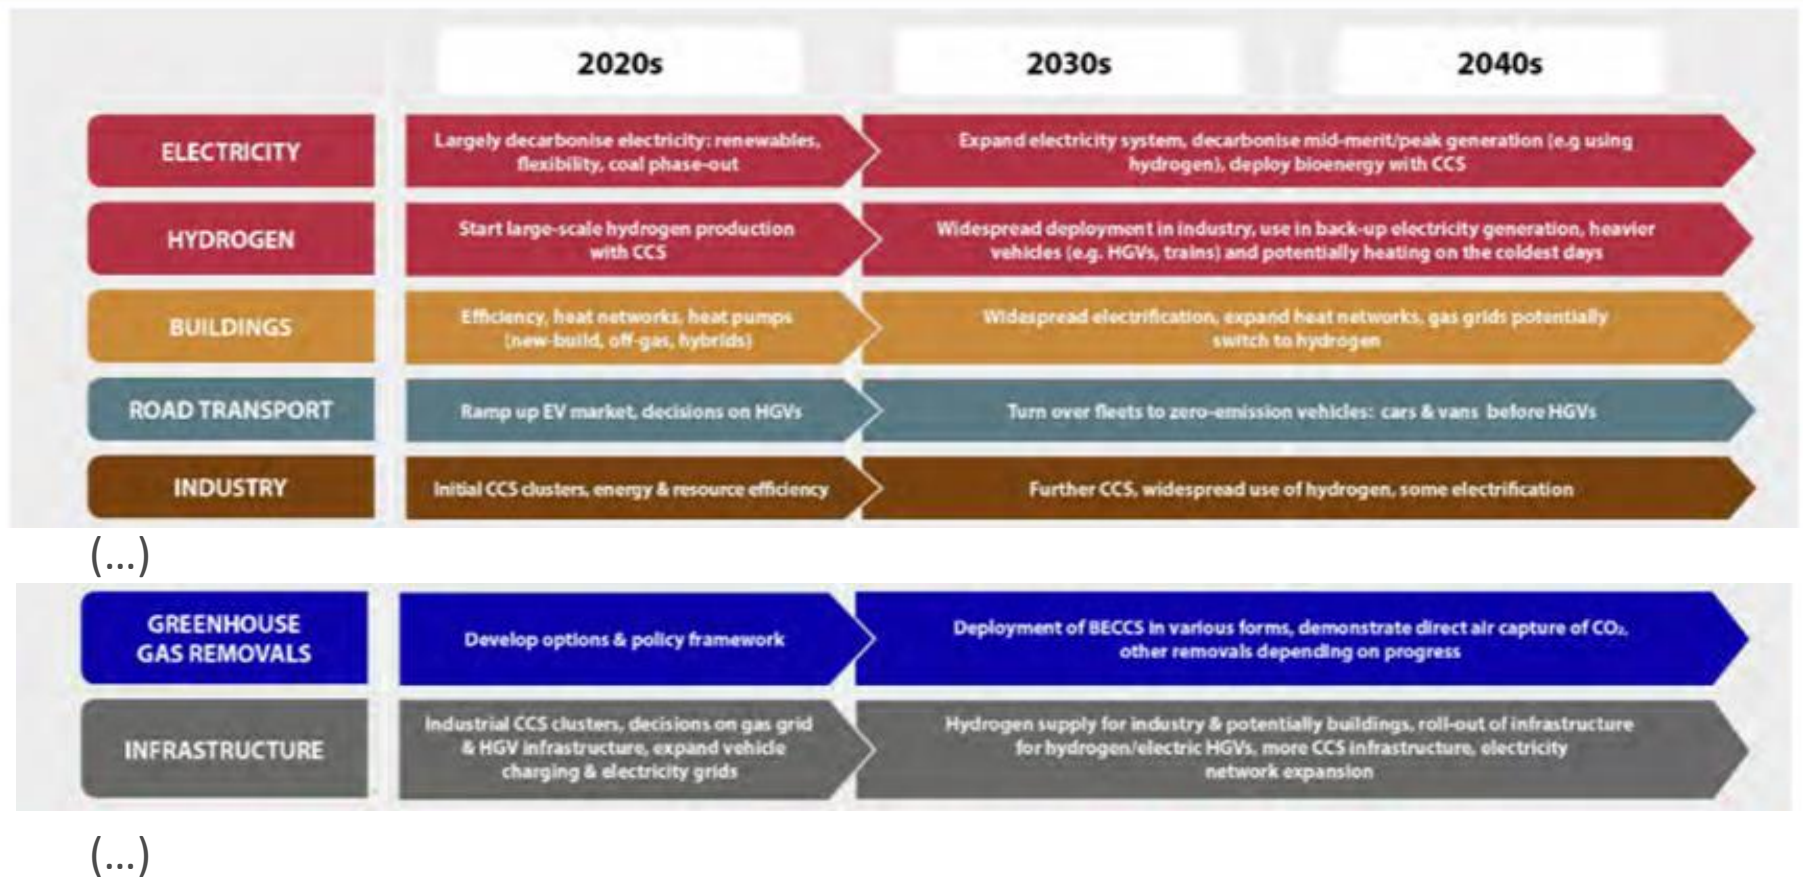 2020s
2030s
2040s
ELECTRICITY
Largely decarbonise electricity: renewables,
flexibility, coal phase-out
Expand electricity system, decarbonise mid-merit/peak generation (e.g using
hydrogen), deploy bioenergy with CCS
HYDROGEN
Start large-scale hydrogen production
with CCS
Widespread deployment in industry, use in back-up electricity generation, heavier
vehicles (e.g. HGVs, trains) and potentially heating on the coldest days
BUILDINGS
Efficiency, heat networks, heat pumps
(new-build, off-gas, hybrids)
Widespread electrification, expand heat networks, gas grids potentially
switch to hydrogen
ROAD TRANSPORT
Ramp up EV market, decisions on HGVs
Turn over fleets to zero-emission vehicles: cars & vans before HGVs
INDUSTRY
Initial CCS clusters, energy & resource efficiency
Further CCS, widespread use of hydrogen, some electrification
(...)
GREENHOUSE
GAS REMOVALS
Develop options & policy framework
Deployment of BECCS in various forms, demonstrate direct air capture of CO₂,
other removals depending on progress
INFRASTRUCTURE
Industrial CCS clusters, decisions on gas grid
& HGV infrastructure, expand vehicle
charging & electricity grids
Hydrogen supply for industry & potentially buildings, roll-out of infrastructure
for hydrogen/electric HGVs, more CCS infrastructure, electricity
network expansion
(...)